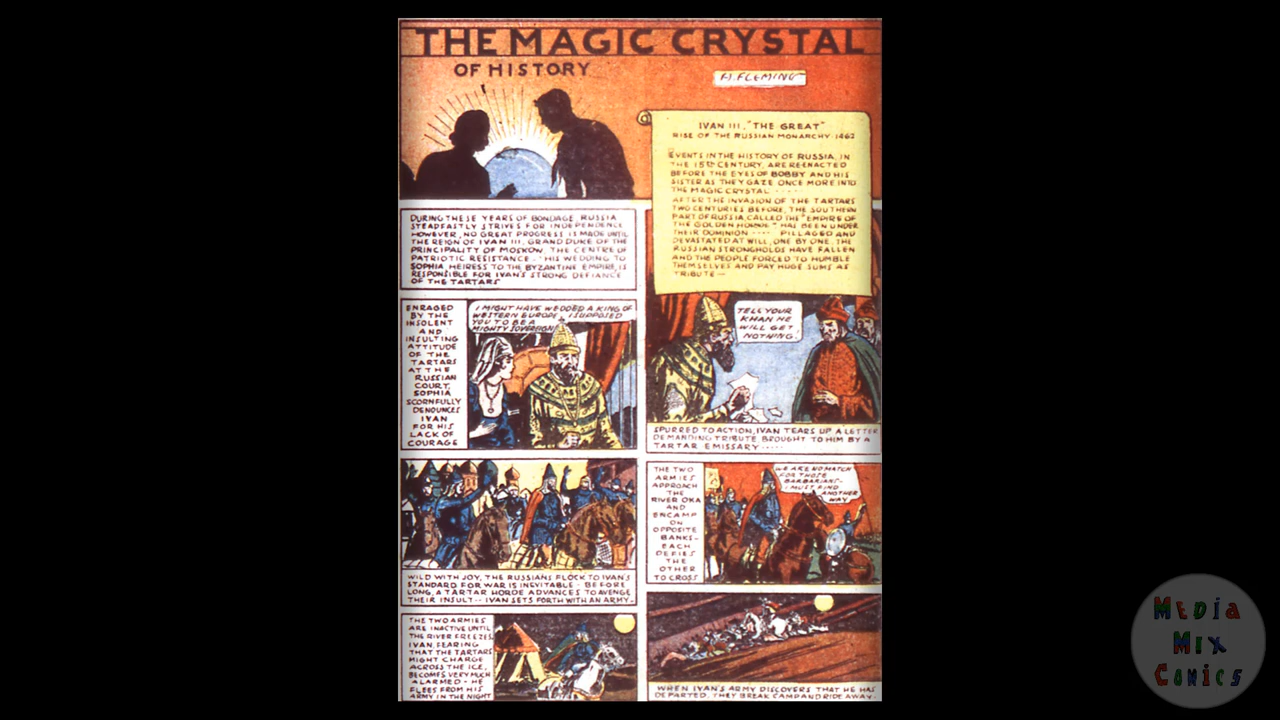 THE MAGIC CRYSTAL
OF HISTORY
M. FLEMING
IVAN III, "THE GREAT"
RISE OF THE RUSSIAN MONARCHY 1462
EVENTS IN THE HISTORY OF RUSSIA, IN
THE 15TH CENTURY, ARE RE-ENACTED
BEFORE THE EYES OF BOBBY AND HIS
SISTER AS THEY GAZE ONCE MORE INTO
THE MAGIC CRYSTAL .....
AFTER THE INVASION OF THE TARTARS
TWO CENTURIES BEFORE, THE SOUTHERN
PART OF RUSSIA, CALLED THE "EMPIRE OF
THE GOLDEN HORDE" HAS BEEN UNDER
THEIR DOMINION .... PILLAGED AND
DEVASTATED AT WILL, ONE BY ONE, THE
RUSSIAN STRONGHOLDS HAVE FALLEN
AND THE PEOPLE FORCED TO HUMBLE
THEMSELVES AND PAY HUGE SUMS AS
TRIBUTE—
DURING THESE YEARS OF BONDAGE, RUSSIA
STEADFASTLY STRIVES FOR INDEPENDENCE
HOWEVER, NO GREAT PROGRESS IS MADE UNTIL
THE REIGN OF IVAN III, GRAND DUKE OF THE
PRINCIPALITY OF MOSKOW, THE CENTRE OF
PATRIOTIC RESISTANCE - HIS WEDDING TO
SOPHIA HEIRESS TO THE BYZANTINE EMPIRE, IS
RESPONSIBLE FOR IVAN'S STRONG DEFIANCE
OF THE TARTARS
ENRAGED
BY THE
INSOLENT
AND
INSULTING
ATTITUDE
OF THE
TARTARS
AT THE
RUSSIAN
COURT,
SOPHIA
SCORNFULLY
DENOUNCES
IVAN
FOR HIS
LACK OF
COURAGE
I MIGHT HAVE WEDDED A KING OF
WESTERN EUROPE, I SUPPOSED
YOU TO BE A
MIGHTY SOVEREIGN!
TELL YOUR
KHAN HE
WILL GET
NOTHING!
SPURRED TO ACTION, IVAN TEARS UP A LETTER
DEMANDING TRIBUTE BROUGHT TO HIM BY A
TARTAR EMISSARY .....
WILD WITH JOY, THE RUSSIANS FLOCK TO IVAN'S
STANDARD FOR WAR IS INEVITABLE - BEFORE
LONG, A TARTAR HORDE ADVANCES TO AVENGE
THEIR INSULT -- IVAN SETS FORTH WITH AN ARMY-
THE TWO
ARMIES
APPROACH
THE
RIVER OKA
AND
ENCAMP
ON
OPPOSITE
BANKS-
EACH
DEFIES
THE
OTHER
TO CROSS
WE ARE NO MATCH
FOR THOSE
BARBARIANS-
I MUST FIND
ANOTHER
WAY
THE TWO ARMIES
ARE INACTIVE UNTIL
THE RIVER FREEZES,
IVAN, FEARING
THAT THE TARTARS
MIGHT CHARGE
ACROSS THE ICE,
BECOMES VERY MUCH
ALARMED - HE
FLEES FROM HIS
ARMY IN THE NIGHT
WHEN IVAN'S ARMY DISCOVERS THAT HE HAS
DEPARTED, THEY BREAK CAMP AND RIDE AWAY-
MEDiA
MiX
COMiCS